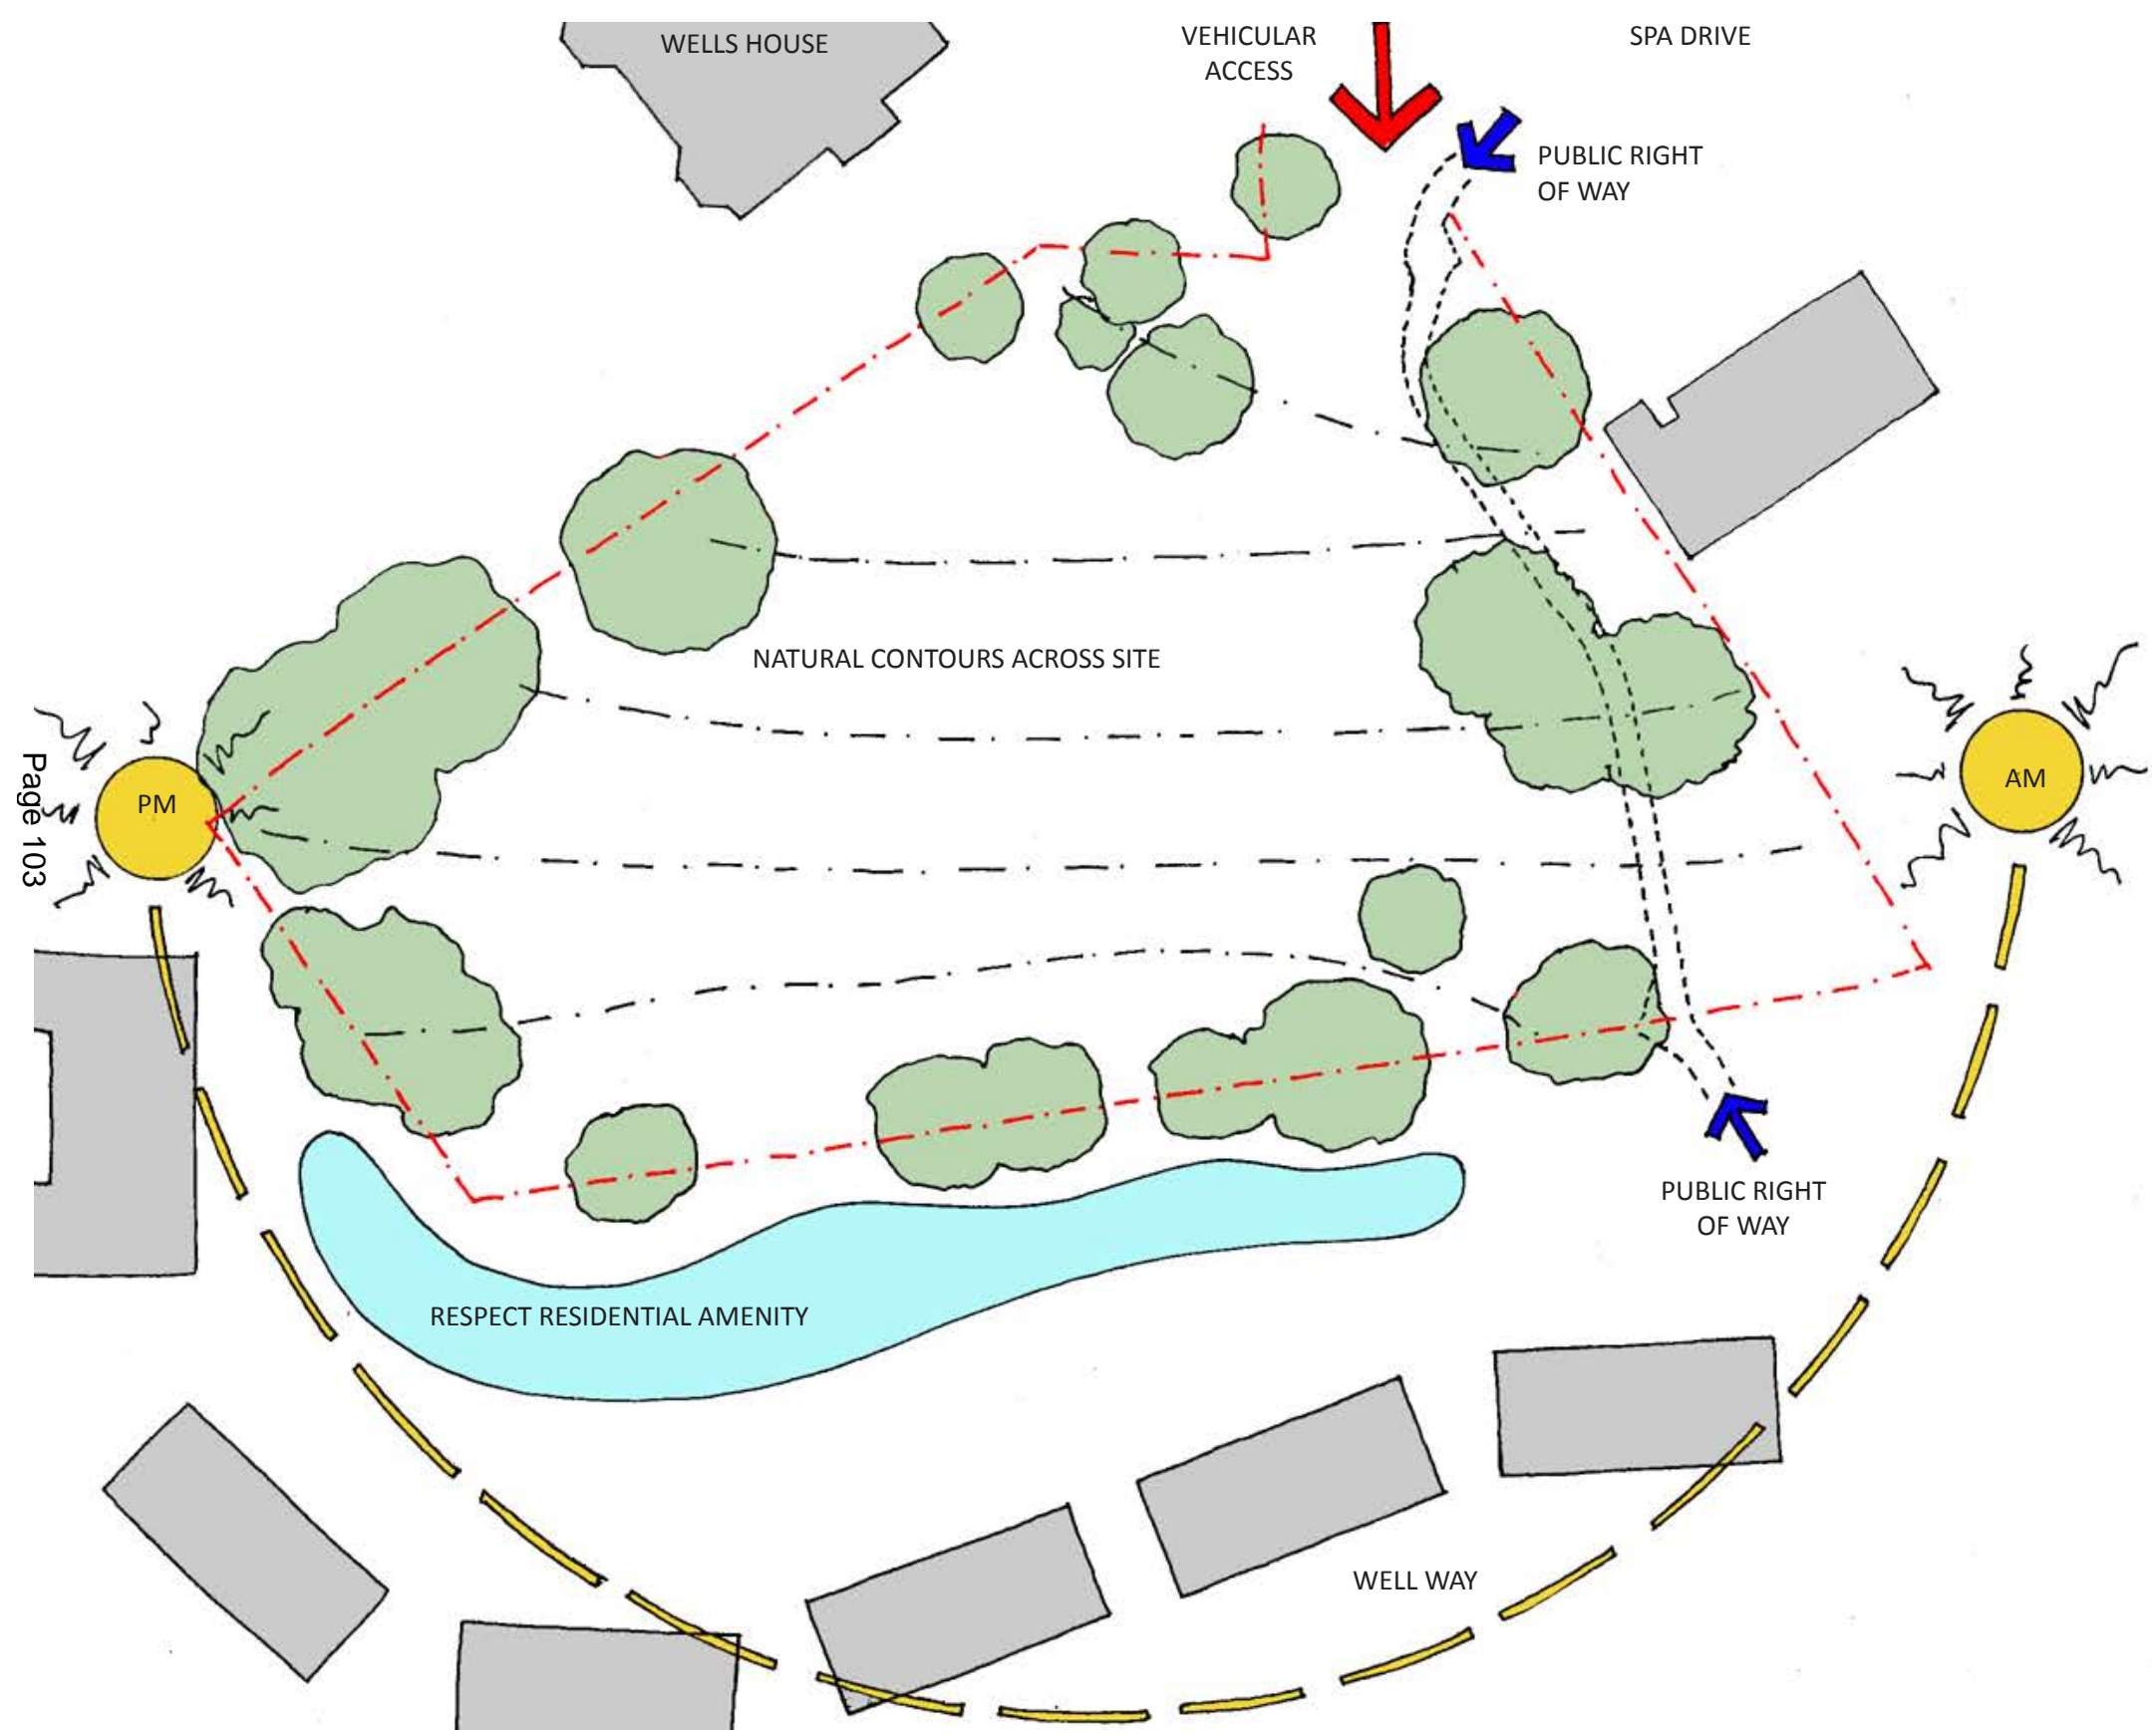 WELLS HOUSE
VEHICULAR
ACCESS
SPA DRIVE
PUBLIC RIGHT
OF WAY
NATURAL CONTOURS ACROSS SITE
PM
AM
Page 103
PUBLIC RIGHT
OF WAY
RESPECT RESIDENTIAL AMENITY
WELL WAY